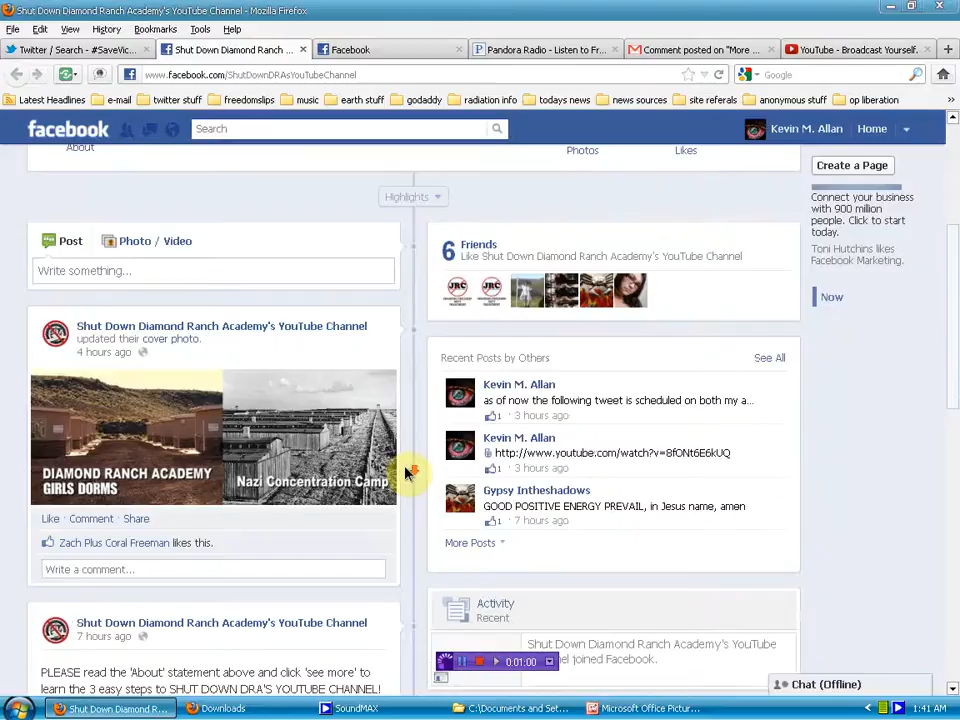 Shut Down Diamond Ranch Academy's YouTube Channel - Mozilla Firefox
File Edit View History Bookmarks Tools Help
Twitter / Search - #SaveVic...
Shut Down Diamond Ranch ...
Facebook
Pandora Radio - Listen to Fr...
Comment posted on "More ...
YouTube - Broadcast Yourself.
www.facebook.com/ShutDownDRAsYouTubeChannel
Google
Latest Headlines e-mail twitter stuff freedomslips music earth stuff godaddy radiation info todays news news sources site referals anonymous stuff op liberation »
facebook
Search
Kevin M. Allan
Home
About
Photos
Likes
Create a Page
Highlights
Connect your business
with 900 million
people. Click to start
today.
Toni Hutchins likes
Facebook Marketing.
Now
Post
Photo / Video
Write something...
6 Friends
Like Shut Down Diamond Ranch Academy's YouTube Channel
JRC
JRC
Shut Down Diamond Ranch Academy's YouTube Channel
updated their cover photo.
4 hours ago
DIAMOND RANCH ACADEMY
GIRLS DORMS
Nazi Concentration Camp
Like · Comment · Share
Zach Plus Coral Freeman likes this.
Write a comment...
Recent Posts by Others
See All
Kevin M. Allan
as of now the following tweet is scheduled on both my a...
1 · 3 hours ago
Kevin M. Allan
http://www.youtube.com/watch?v=8fONt6E6kUQ
1 · 3 hours ago
Gypsy Intheshadows
GOOD POSITIVE ENERGY PREVAIL, in Jesus name, amen
1 · 7 hours ago
More Posts
Shut Down Diamond Ranch Academy's YouTube Channel
7 hours ago
PLEASE read the 'About' statement above and click 'see more' to
learn the 3 easy steps to SHUT DOWN DRA'S YOUTUBE CHANNEL!
Activity
Recent
Shut Down Diamond Ranch Academy's YouTube
nel joined Facebook.
0:01:00
Chat (Offline)
Shut Down Diamond R...
Downloads
SoundMAX
C:\Documents and Set...
Microsoft Office Pictur...
1:41 AM